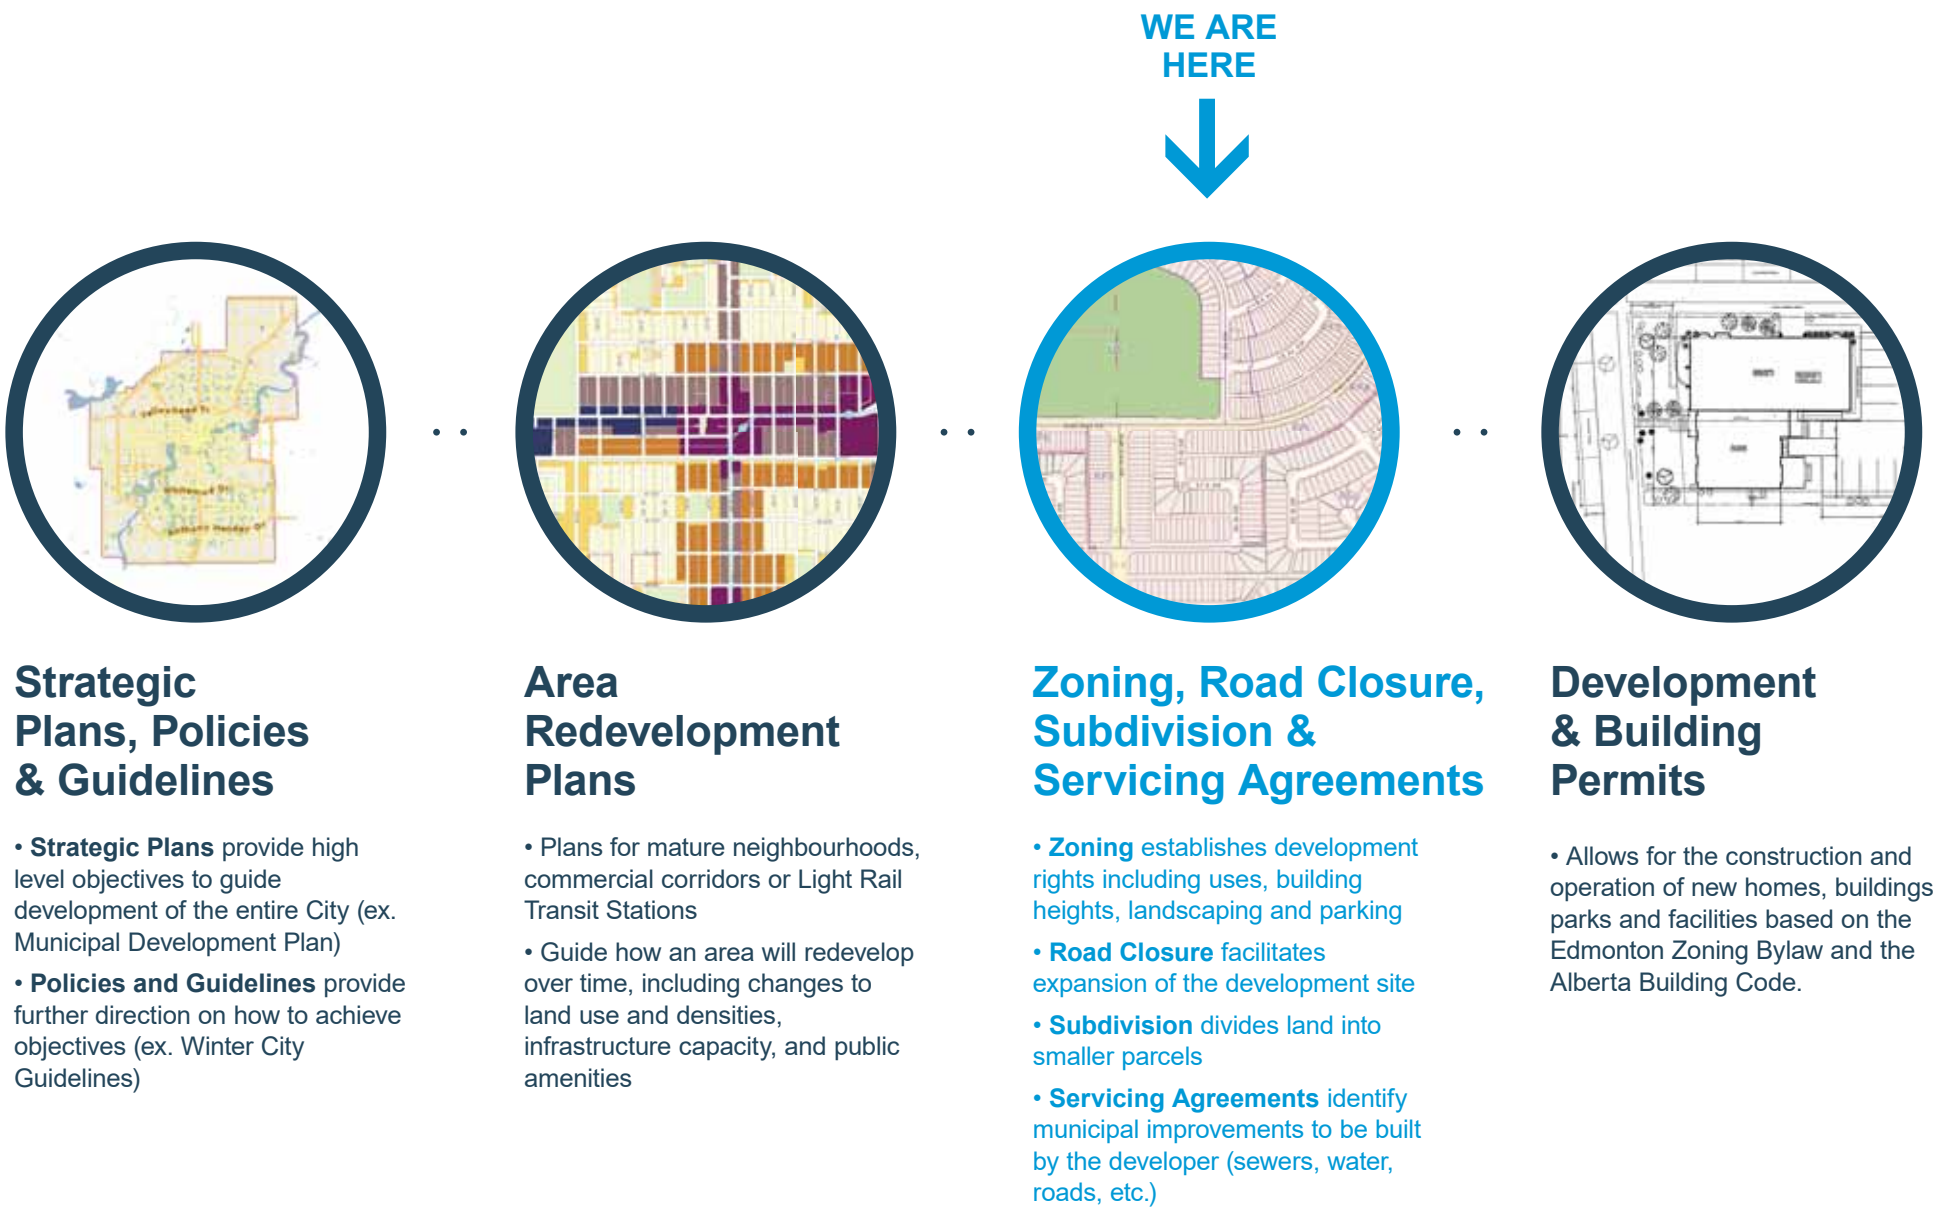 WE ARE
HERE
Strategic
Plans, Policies
& Guidelines
• Strategic Plans provide high
level objectives to guide
development of the entire City (ex.
Municipal Development Plan)
• Policies and Guidelines provide
further direction on how to achieve
objectives (ex. Winter City
Guidelines)
Area
Redevelopment
Plans
• Plans for mature neighbourhoods,
commercial corridors or Light Rail
Transit Stations
• Guide how an area will redevelop
over time, including changes to
land use and densities,
infrastructure capacity, and public
amenities
Zoning, Road Closure,
Subdivision &
Servicing Agreements
• Zoning establishes development
rights including uses, building
heights, landscaping and parking
• Road Closure facilitates
expansion of the development site
• Subdivision divides land into
smaller parcels
• Servicing Agreements identify
municipal improvements to be built
by the developer (sewers, water,
roads, etc.)
Development
& Building
Permits
• Allows for the construction and
operation of new homes, buildings
parks and facilities based on the
Edmonton Zoning Bylaw and the
Alberta Building Code.